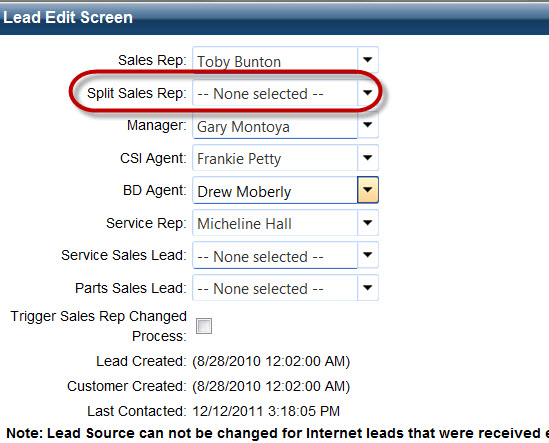 Lead Edit Screen
Sales Rep: Toby Bunton
Split Sales Rep: -- None selected --
Manager: Gary Montoya
CSI Agent: Frankie Petty
BD Agent: Drew Moberly
Service Rep: Micheline Hall
Service Sales Lead: -- None selected --
Parts Sales Lead: -- None selected --
Trigger Sales Rep Changed
Process:
Lead Created: (8/28/2010 12:02:00 AM)
Customer Created: (8/28/2010 12:02:00 AM)
Last Contacted: 12/12/2011 3:18:05 PM
Note: Lead Source can not be changed for Internet leads that were received